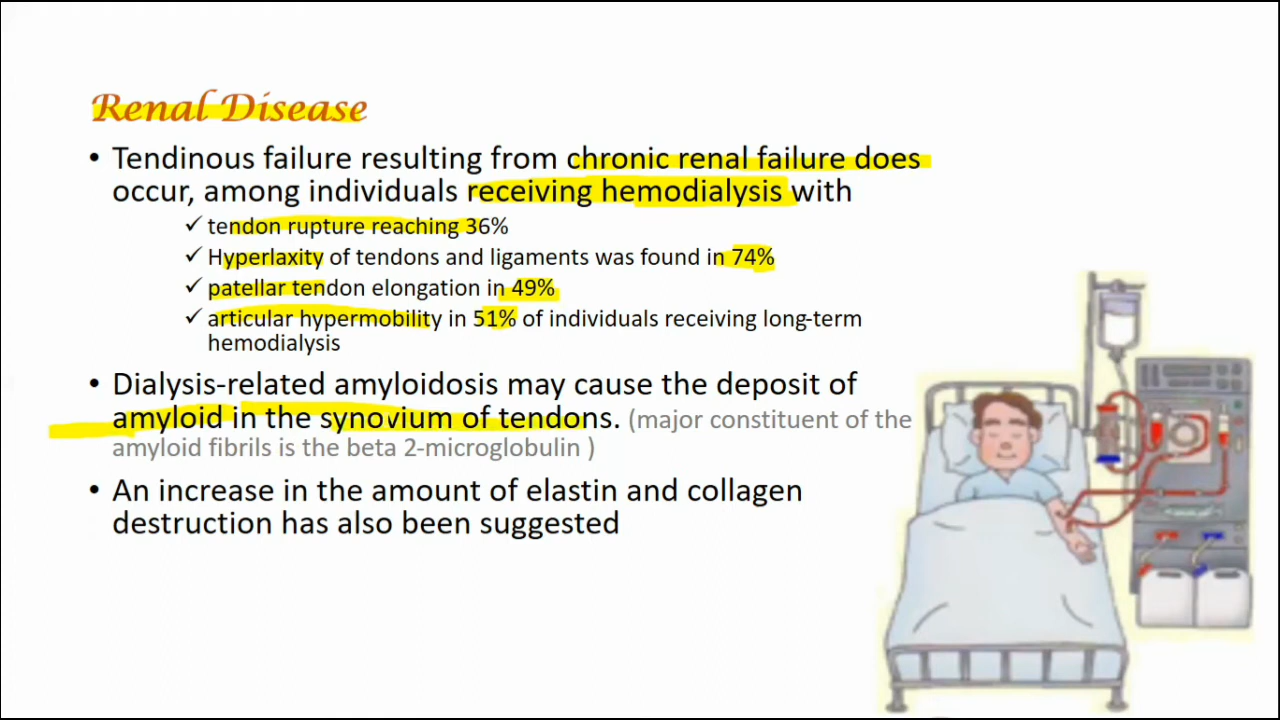 Renal Disease
• Tendinous failure resulting from chronic renal failure does
occur, among individuals receiving hemodialysis with
✓ tendon rupture reaching 36%
✓ Hyperlaxity of tendons and ligaments was found in 74%
✓ patellar tendon elongation in 49%
✓ articular hypermobility in 51% of individuals receiving long-term
hemodialysis
• Dialysis-related amyloidosis may cause the deposit of
amyloid in the synovium of tendons. (major constituent of the
amyloid fibrils is the beta 2-microglobulin )
• An increase in the amount of elastin and collagen
destruction has also been suggested